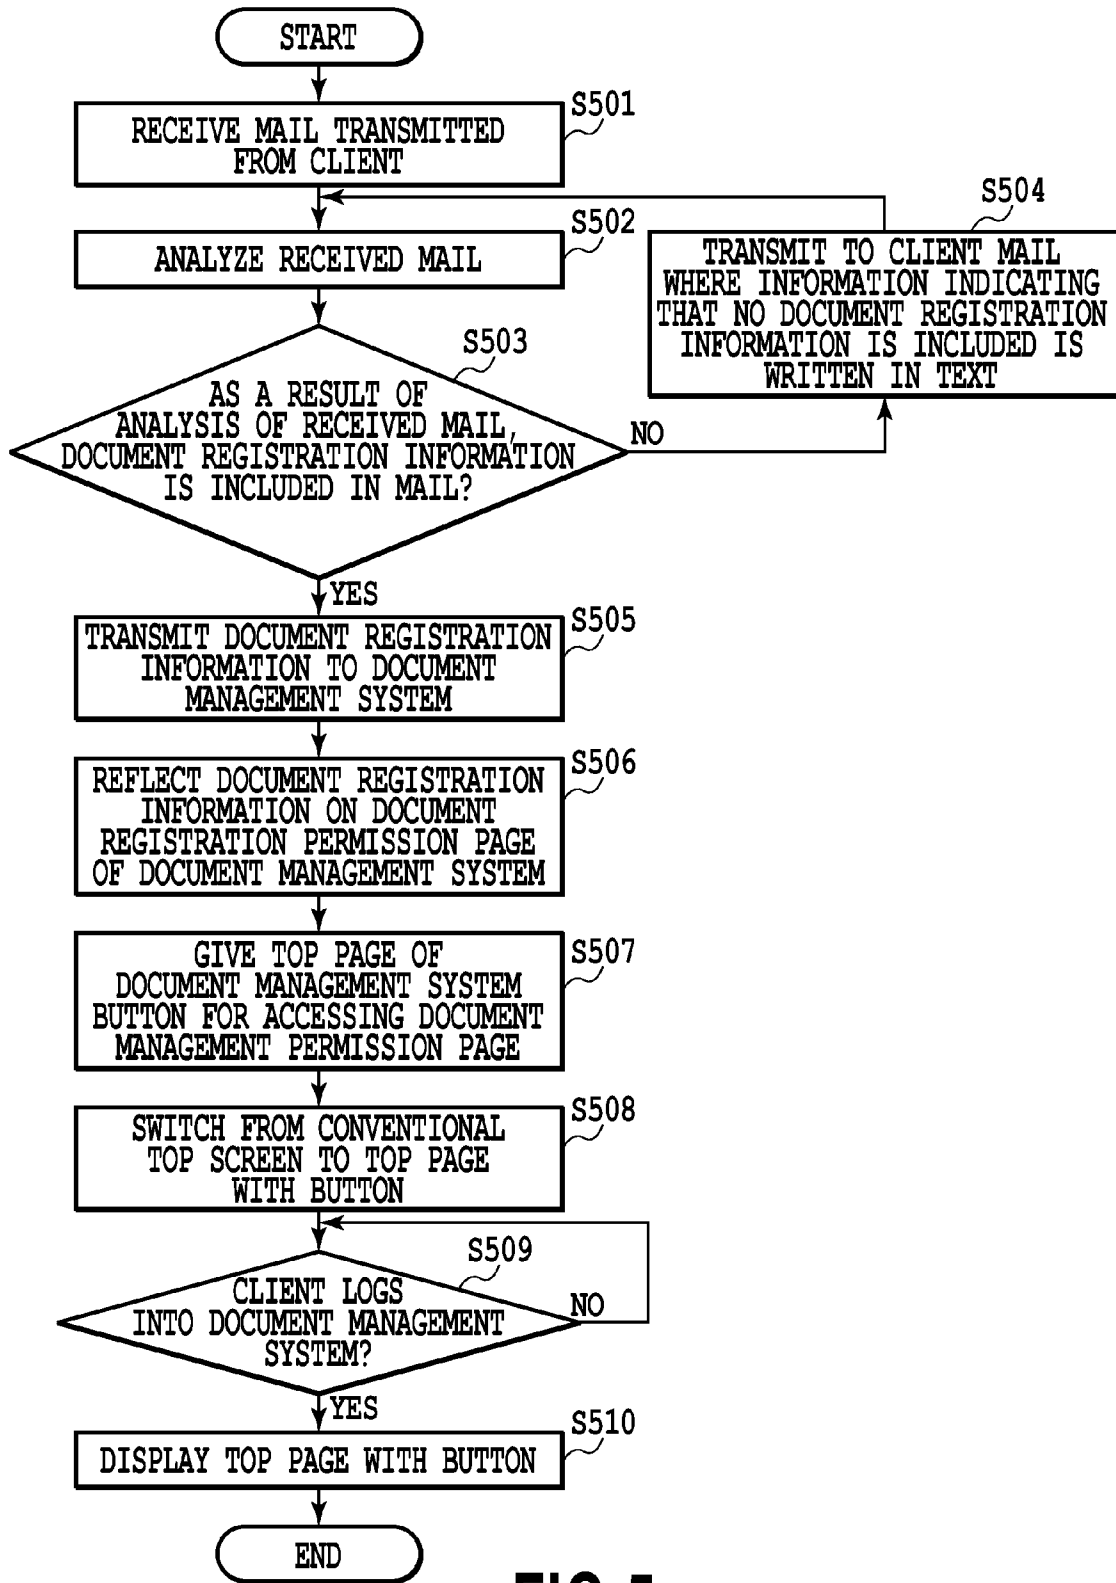 START
S501
RECEIVE MAIL TRANSMITTED
FROM CLIENT
S502
ANALYZE RECEIVED MAIL
S504
TRANSMIT TO CLIENT MAIL
WHERE INFORMATION INDICATING
THAT NO DOCUMENT REGISTRATION
INFORMATION IS INCLUDED IS
WRITTEN IN TEXT
S503
AS A RESULT OF
ANALYSIS OF RECEIVED MAIL,
DOCUMENT REGISTRATION INFORMATION
IS INCLUDED IN MAIL?
NO
YES
S505
TRANSMIT DOCUMENT REGISTRATION
INFORMATION TO DOCUMENT
MANAGEMENT SYSTEM
S506
REFLECT DOCUMENT REGISTRATION
INFORMATION ON DOCUMENT
REGISTRATION PERMISSION PAGE
OF DOCUMENT MANAGEMENT SYSTEM
S507
GIVE TOP PAGE OF
DOCUMENT MANAGEMENT SYSTEM
BUTTON FOR ACCESSING DOCUMENT
MANAGEMENT PERMISSION PAGE
S508
SWITCH FROM CONVENTIONAL
TOP SCREEN TO TOP PAGE
WITH BUTTON
S509
CLIENT LOGS
INTO DOCUMENT MANAGEMENT
SYSTEM?
NO
YES
S510
DISPLAY TOP PAGE WITH BUTTON
END